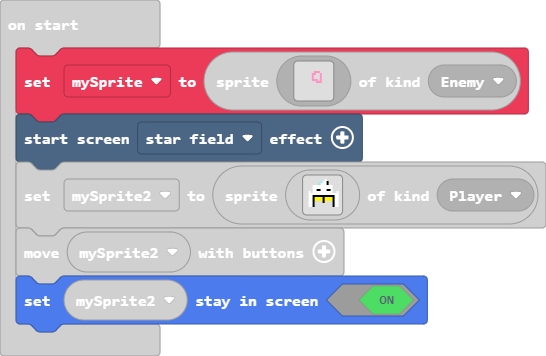 on start
set mySprite to sprite of kind Enemy
start screen star field effect
set mySprite2 to sprite of kind Player
move mySprite2 with buttons
set mySprite2 stay in screen ON